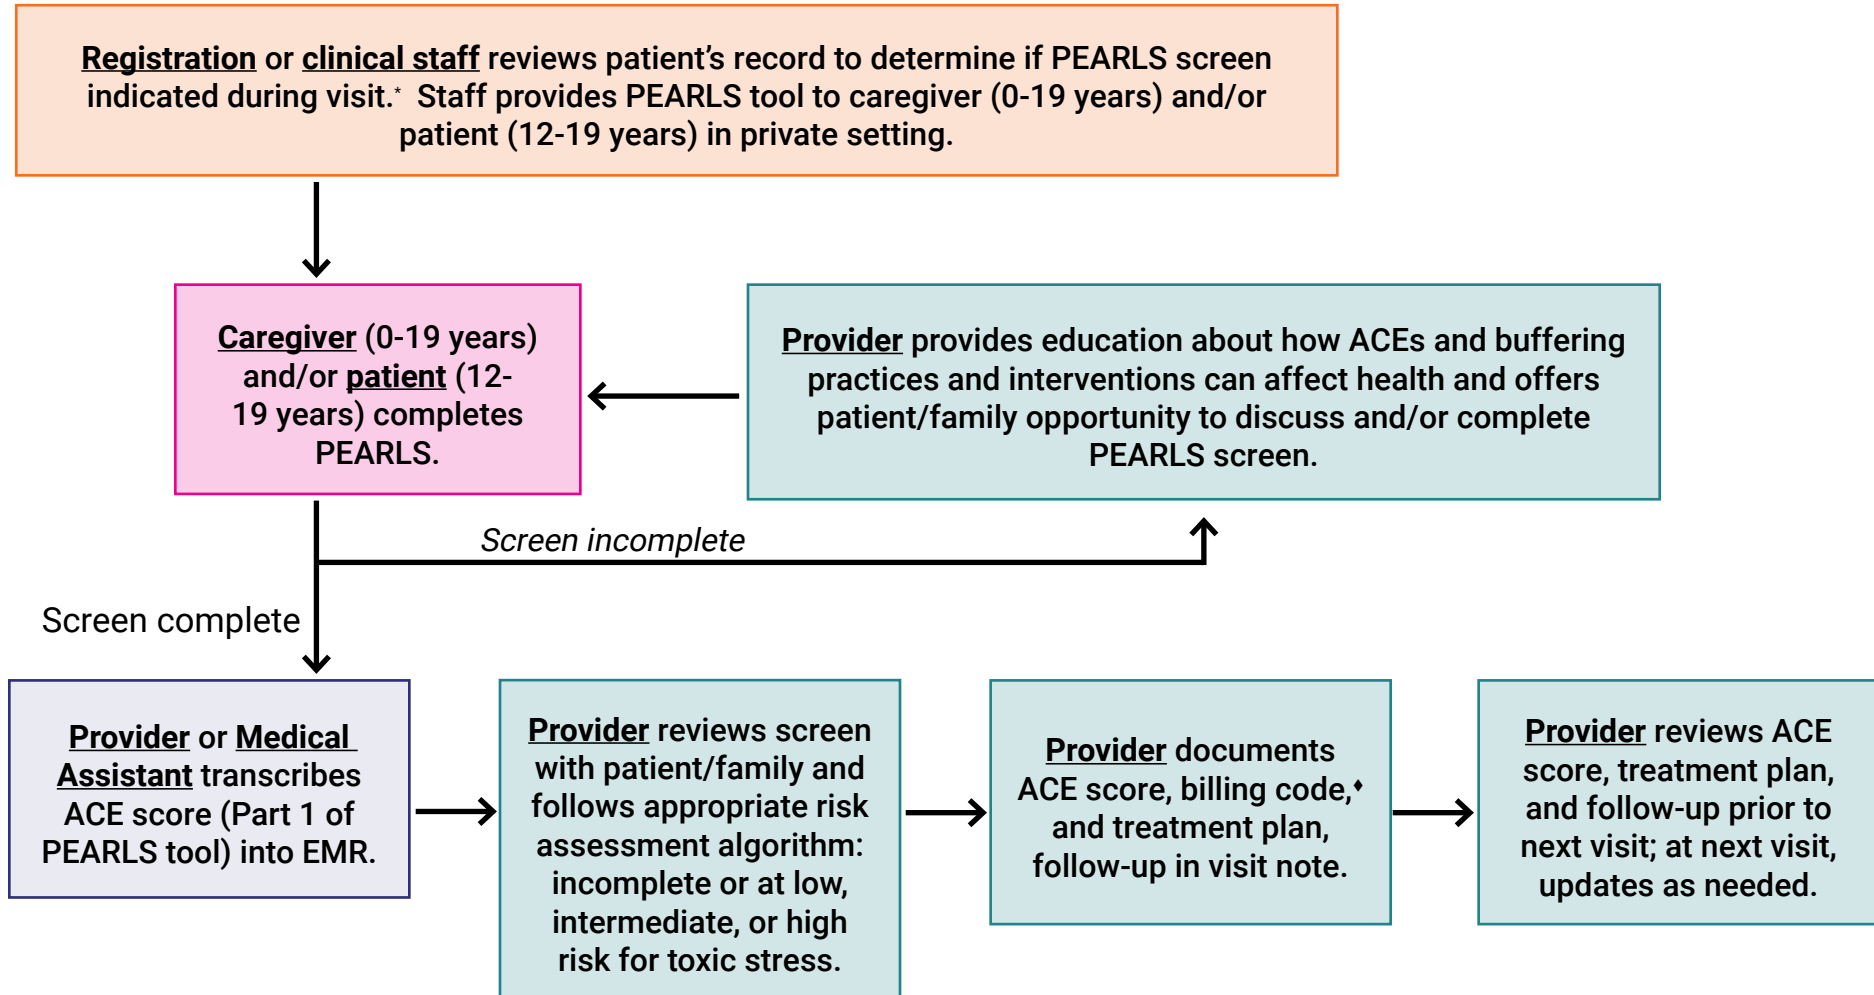 Registration or clinical staff reviews patient’s record to determine if PEARLS screen
indicated during visit.* Staff provides PEARLS tool to caregiver (0-19 years) and/or
patient (12-19 years) in private setting.
Caregiver (0-19 years)
and/or patient (12-
19 years) completes
PEARLS.
Provider provides education about how ACEs and buffering
practices and interventions can affect health and offers
patient/family opportunity to discuss and/or complete
PEARLS screen.
Screen incomplete
Screen complete
Provider or Medical
Assistant transcribes
ACE score (Part 1 of
PEARLS tool) into EMR.
Provider reviews screen
with patient/family and
follows appropriate risk
assessment algorithm:
incomplete or at low,
intermediate, or high
risk for toxic stress.
Provider documents
ACE score, billing code,♦
and treatment plan,
follow-up in visit note.
Provider reviews ACE
score, treatment plan,
and follow-up prior to
next visit; at next visit,
updates as needed.